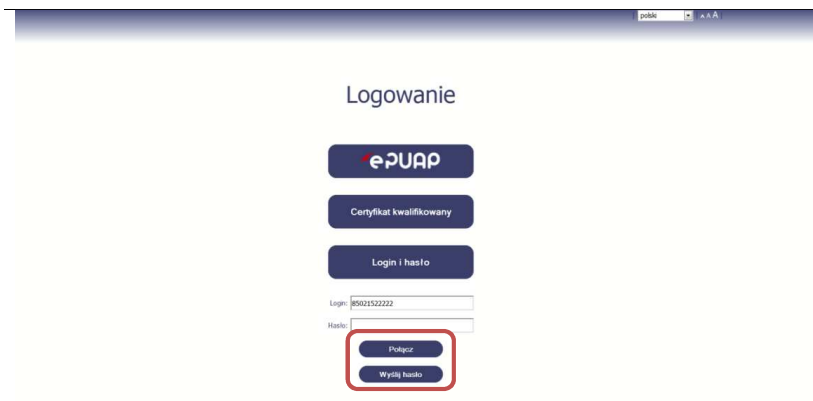 polski A A A
Logowanie
ePUAP
Certyfikat kwalifikowany
Login i hasło
Login: 85021522222
Hasło:
Połącz
Wyślij hasło